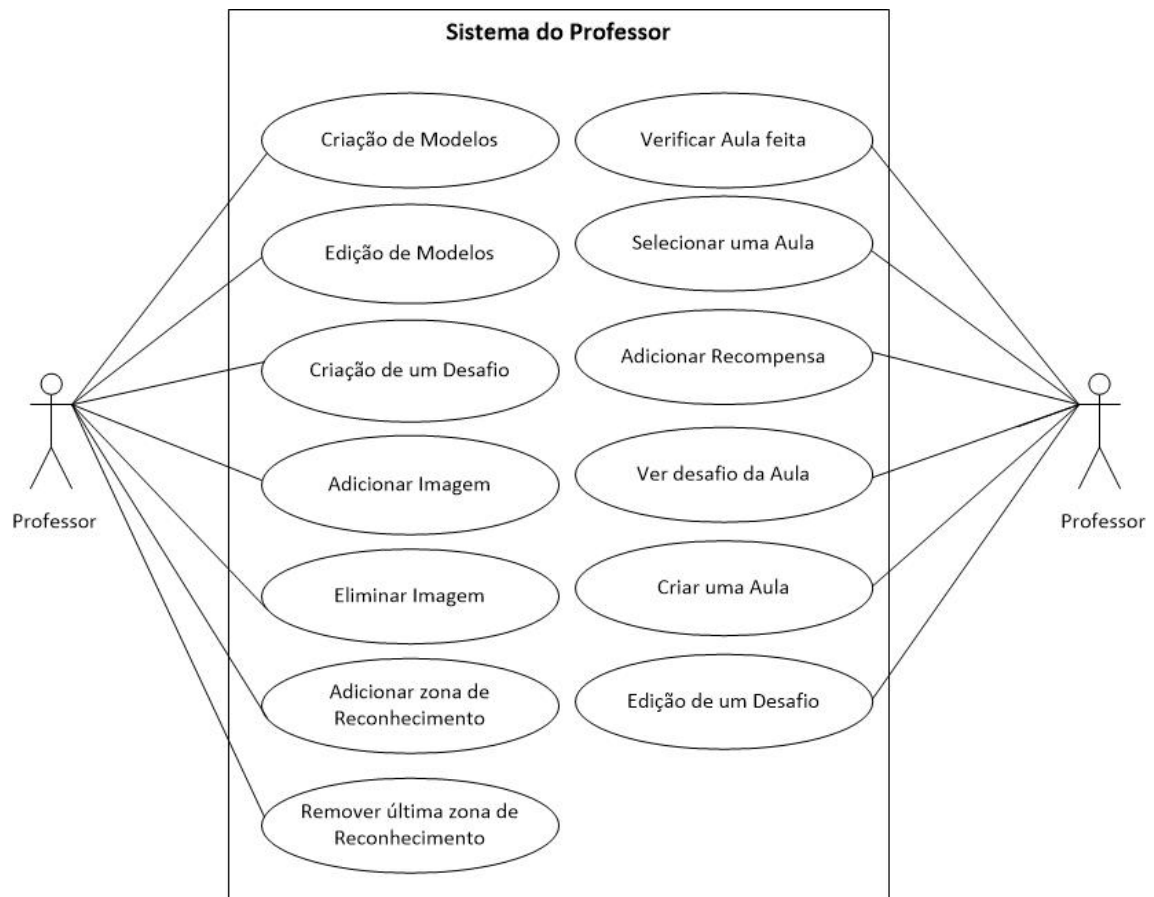 Sistema do Professor
Criação de Modelos
Verificar Aula feita
Edição de Modelos
Selecionar uma Aula
Criação de um Desafio
Adicionar Recompensa
Adicionar Imagem
Ver desafio da Aula
Professor
Professor
Eliminar Imagem
Criar uma Aula
Adicionar zona de
Reconhecimento
Edição de um Desafio
Remover última zona de
Reconhecimento